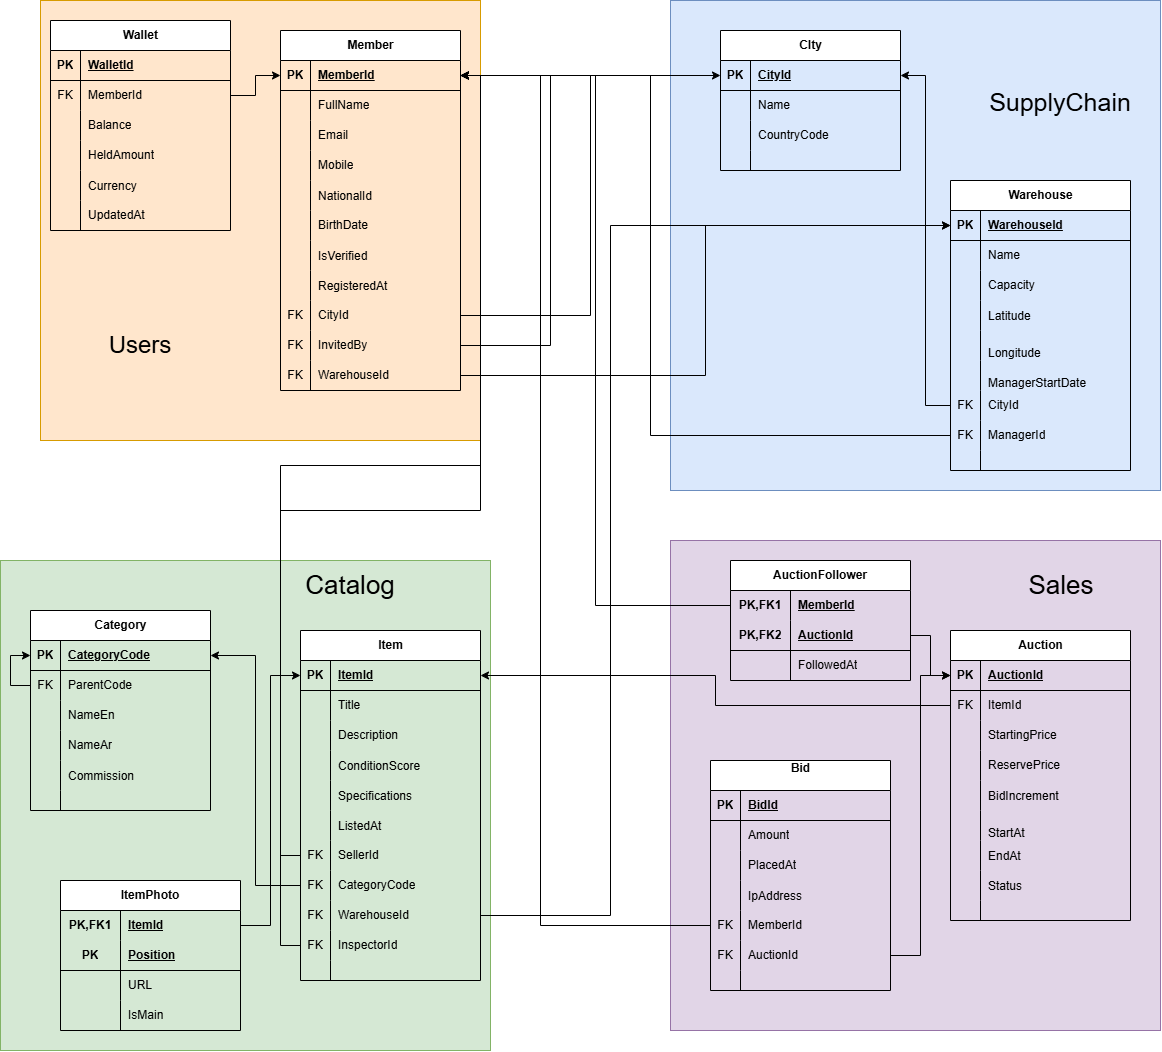 Wallet
PK WalletId
FK MemberId
Balance
HeldAmount
Currency
UpdatedAt
Member
PK MemberId
FullName
Email
Mobile
NationalId
BirthDate
IsVerified
RegisteredAt
FK CityId
FK InvitedBy
FK WarehouseId
Users
CIty
PK CityId
Name
CountryCode
SupplyChain
Warehouse
PK WarehouseId
Name
Capacity
Latitude
Longitude
ManagerStartDate
FK CityId
FK ManagerId
Catalog
Category
PK CategoryCode
FK ParentCode
NameEn
NameAr
Commission
Item
PK ItemId
Title
Description
ConditionScore
Specifications
ListedAt
FK SellerId
FK CategoryCode
FK WarehouseId
FK InspectorId
ItemPhoto
PK,FK1 ItemId
PK Position
URL
IsMain
AuctionFollower
PK,FK1 MemberId
PK,FK2 AuctionId
FollowedAt
Sales
Auction
PK AuctionId
FK ItemId
StartingPrice
ReservePrice
BidIncrement
StartAt
EndAt
Status
Bid
PK BidId
Amount
PlacedAt
IpAddress
FK MemberId
FK AuctionId